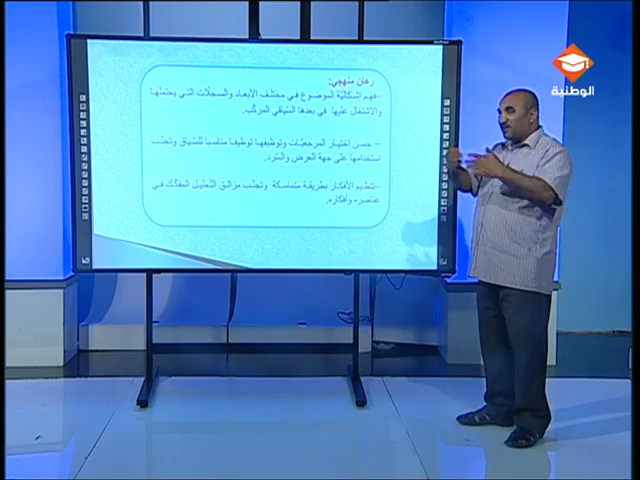 رهان منهجي:
-فهم إشكالية الموضوع في مختلف الأبعاد والسجلات التي يحتملها
والاشتغال عليها في بعدها السياقي المركب.
- حسن اختيار المرجعيات وتوظيفها توظيفا مناسبا للسياق وتجنب
استخدامها على جهة العرض والسرد.
-تنظيم الأفكار بطريقة متماسكة وتجنب مزالق التحليل المفكك في
عناصره وأفكاره.
الوطنية